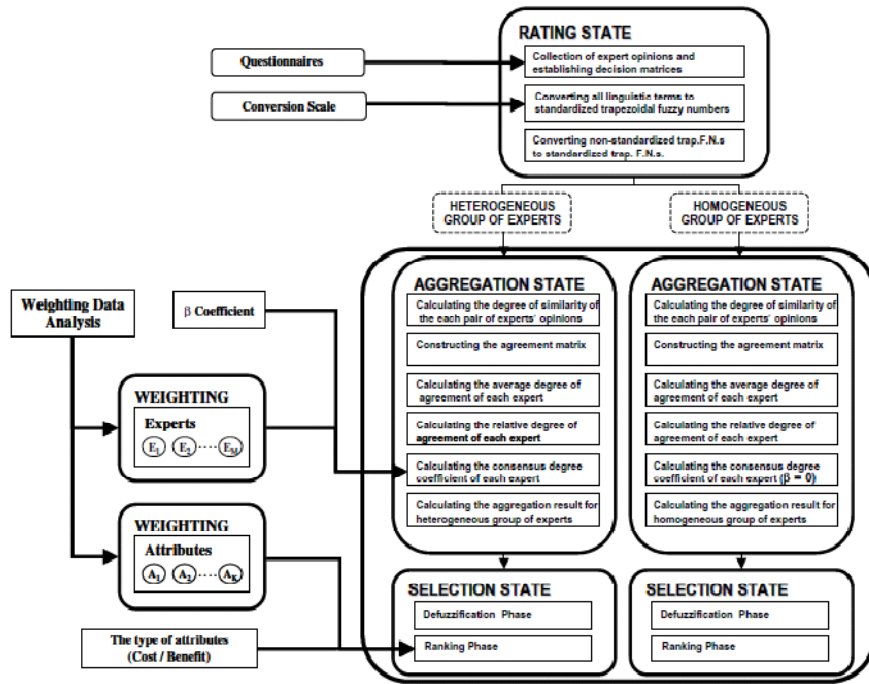 RATING STATE
Questionnaires
Collection of expert opinions and
establishing decision matrices
Conversion Scale
Converting all linguistic terms to
standardized trapezoidal fuzzy numbers
Converting non-standardized trap.F.N.s
to standardized trap. F.N.s.
HETEROGENEOUS
GROUP OF EXPERTS
HOMOGENEOUS
GROUP OF EXPERTS
Weighting Data
Analysis
β Coefficient
WEIGHTING
Experts
E1 E2 ···· EM
WEIGHTING
Attributes
A1 A2 ···· AK
The type of attributes
(Cost / Benefit)
AGGREGATION STATE
Calculating the degree of similarity of
the each pair of experts' opinions
Constructing the agreement matrix
Calculating the average degree of
agreement of each expert
Calculating the relative degree of
agreement of each expert
Calculating the consensus degree
coefficient of each expert
Calculating the aggregation result for
heterogeneous group of experts
SELECTION STATE
Defuzzification Phase
Ranking Phase
AGGREGATION STATE
Calculating the degree of similarity of
the each pair of experts' opinions
Constructing the agreement matrix
Calculating the average degree of
agreement of each expert
Calculating the relative degree of
agreement of each expert
Calculating the consensus degree
coefficient of each expert (β = 0)
Calculating the aggregation result for
homogeneous group of experts
SELECTION STATE
Defuzzification Phase
Ranking Phase